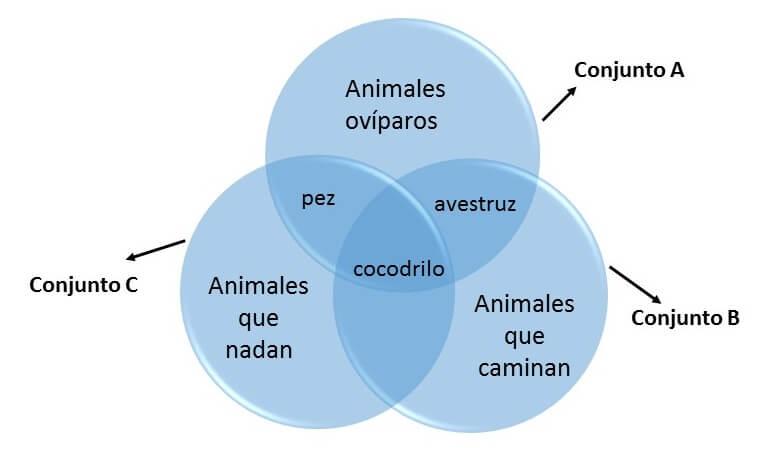 Animales
ovíparos
Conjunto A
pez
avestruz
cocodrilo
Conjunto C
Animales
que
nadan
Animales
que
caminan
Conjunto B